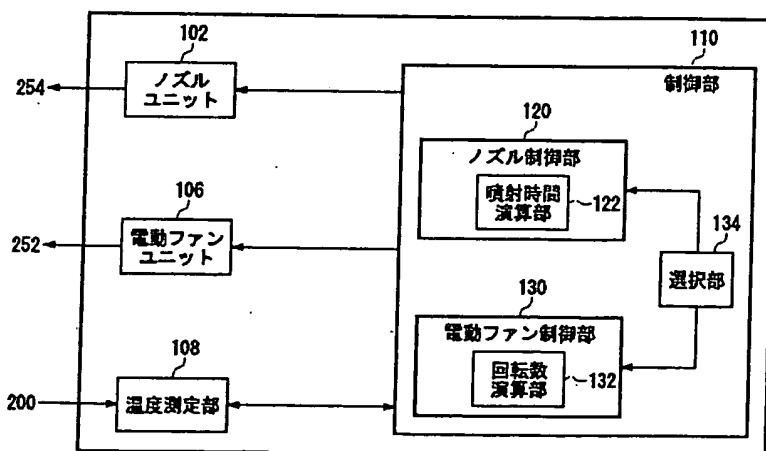 102
ノズル
ユニット
254
110
制御部
120
ノズル制御部
噴射時間
演算部
122
106
電動ファン
ユニット
252
134
選択部
130
電動ファン制御部
回転数
演算部
132
108
温度測定部
200